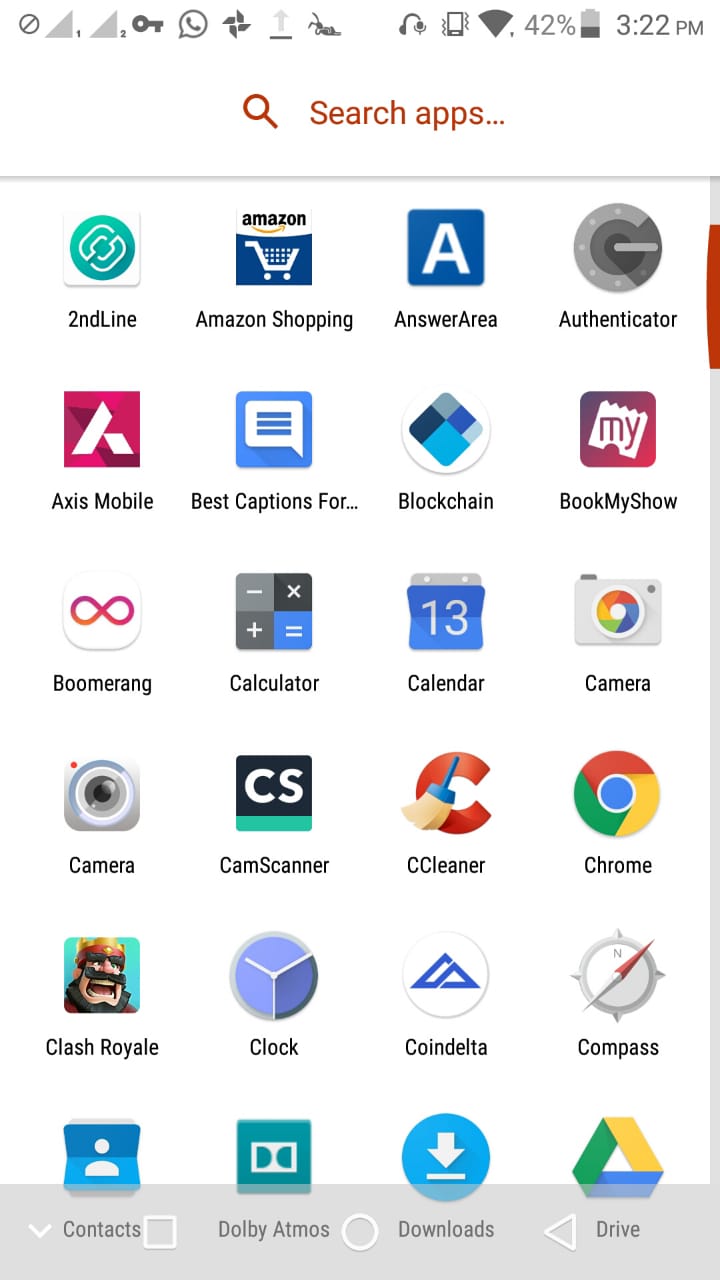 1 2 42% 3:22 PM
Search apps...
amazon A
2ndLine Amazon Shopping AnswerArea Authenticator
my
Axis Mobile Best Captions For... Blockchain BookMyShow
− × + = 13
Boomerang Calculator Calendar Camera
CS
Camera CamScanner CCleaner Chrome
N
Clash Royale Clock Coindelta Compass
Contacts Dolby Atmos Downloads Drive